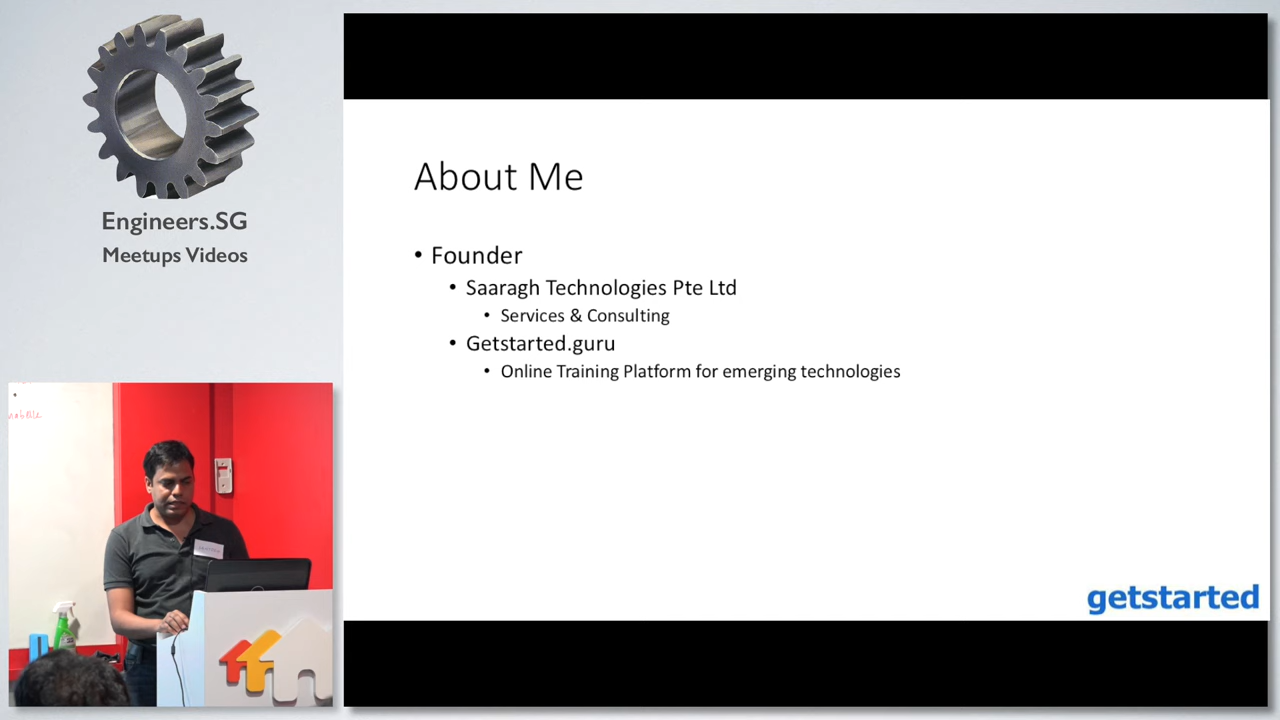 Engineers.SG
Meetups Videos
About Me
• Founder
• Saaragh Technologies Pte Ltd
• Services & Consulting
• Getstarted.guru
• Online Training Platform for emerging technologies
getstarted